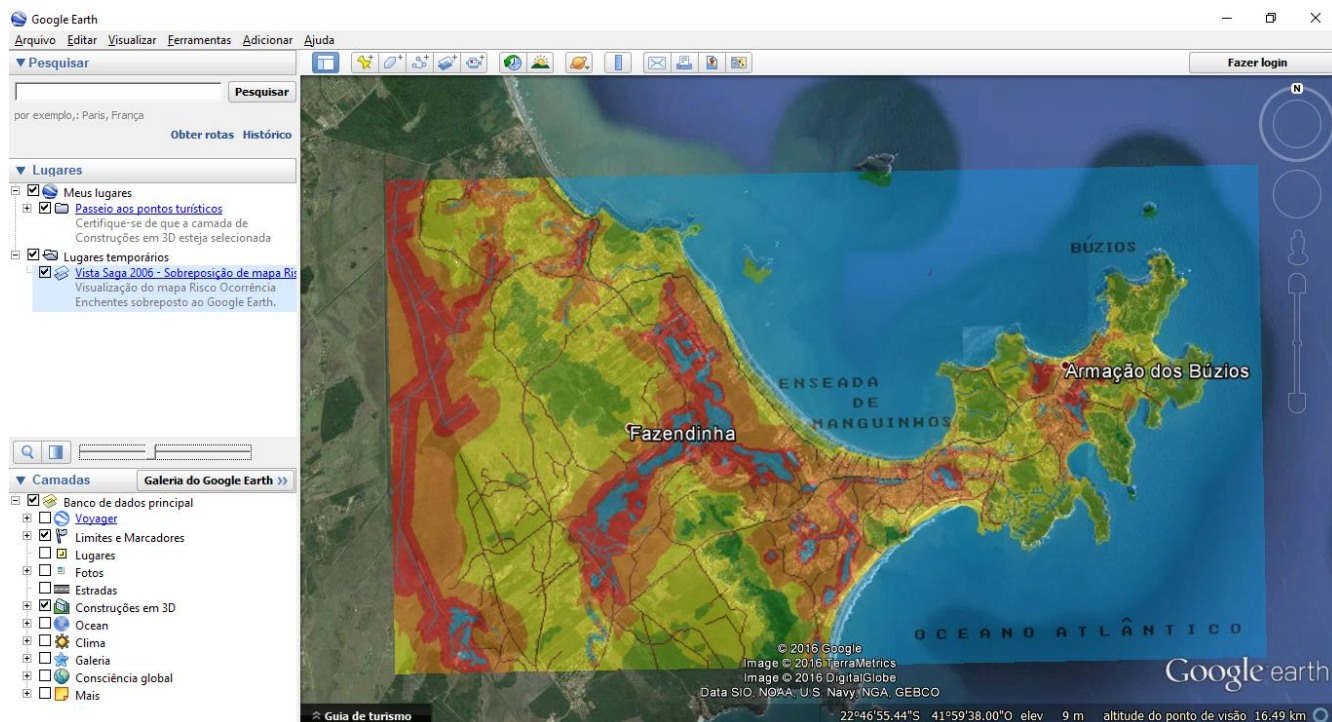 Google Earth
Arquivo Editar Visualizar Ferramentas Adicionar Ajuda
Pesquisar
Fazer login
Pesquisar
por exemplo,: Paris, França
Obter rotas Histórico
Lugares
Meus lugares
Passeio aos pontos turísticos
Certifique-se de que a camada de
Construções em 3D esteja selecionada
Lugares temporários
Vista Saga 2006 - Sobreposição de mapa Ris
Visualização do mapa Risco Ocorrência
Enchentes sobreposto ao Google Earth.
Camadas
Galeria do Google Earth >>
Banco de dados principal
Voyager
Limites e Marcadores
Lugares
Fotos
Estradas
Construções em 3D
Ocean
Clima
Galeria
Consciência global
Mais
N
BÚZIOS
Armação dos Búzios
ENSEADA
DE
MANGUINHOS
Fazendinha
OCEANO ATLÂNTICO
© 2016 Google
Image © 2016 TerraMetrics
Image © 2016 DigitalGlobe
Data SIO, NOAA, U.S. Navy, NGA, GEBCO
Google earth
Guia de turismo
22°46'55.44"S 41°59'38.00"O elev 9 m altitude do ponto de visão 16.49 km